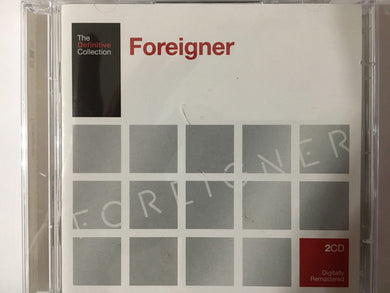 The
Definitive
Collection
Foreigner
FOREIGNER
2CD
Digitally
Remastered